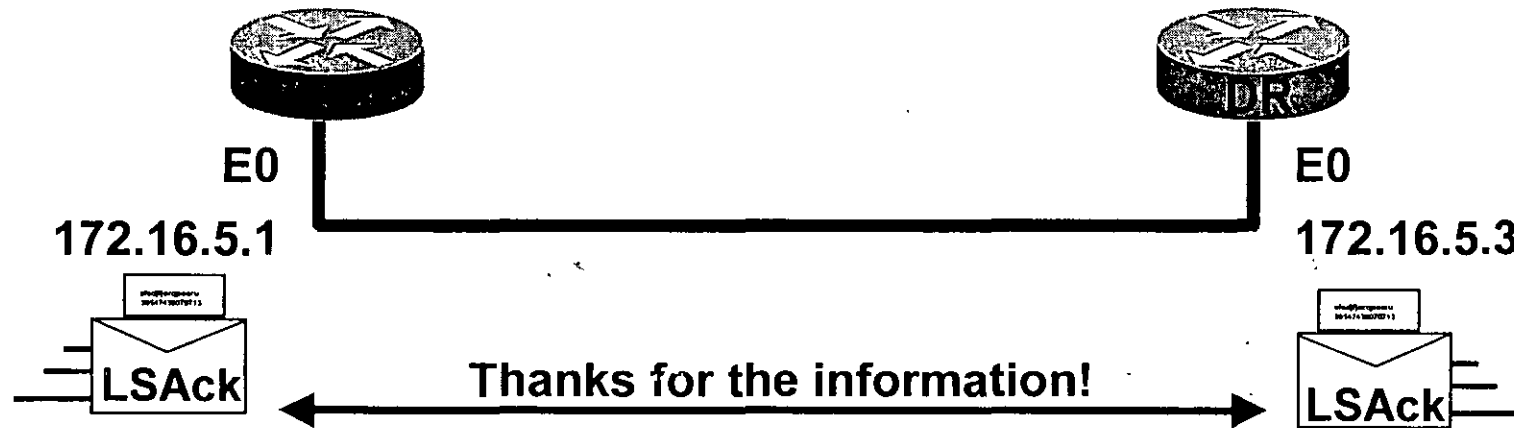 DR
E0
E0
172.16.5.1
172.16.5.3
LSAck
Thanks for the information!
LSAck